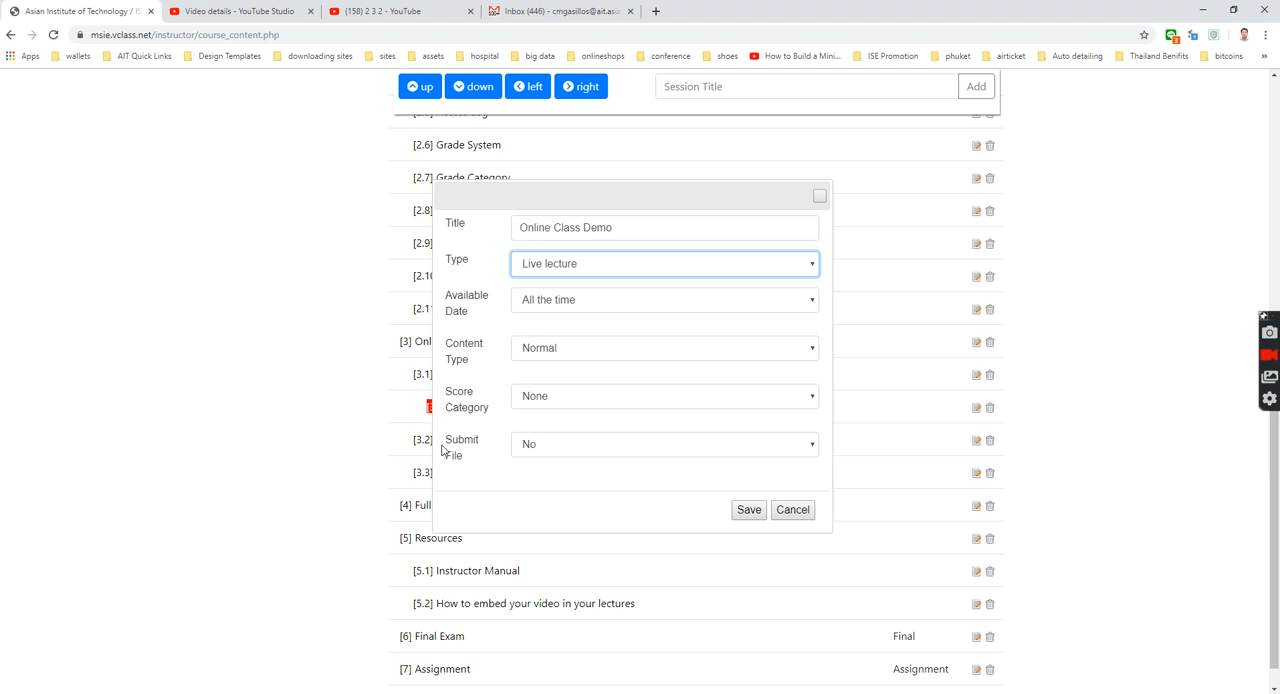 Asian Institute of Technology / IS
Video details - YouTube Studio
(158) 2 3 2 - YouTube
Inbox (446) - cmgasillos@ait.asia
msie.vclass.net/instructor/course_content.php
Apps
wallets
AIT Quick Links
Design Templates
downloading sites
sites
assets
hospital
big data
onlineshops
conference
shoes
How to Build a Mini...
ISE Promotion
phuket
airticket
Auto detailing
Thailand Benifits
bitcoins
»
up
down
left
right
Session Title
Add
[2.6] Grade System
[2.7] Grade Category
[2.8]
[2.9]
[2.10
[2.1
[3] Onl
[3.1]
[3.2]
[3.3]
[4] Full
Title
Online Class Demo
Type
Live lecture
Available Date
All the time
Content Type
Normal
Score Category
None
Submit File
No
Save
Cancel
[5] Resources
[5.1] Instructor Manual
[5.2] How to embed your video in your lectures
[6] Final Exam
Final
[7] Assignment
Assignment